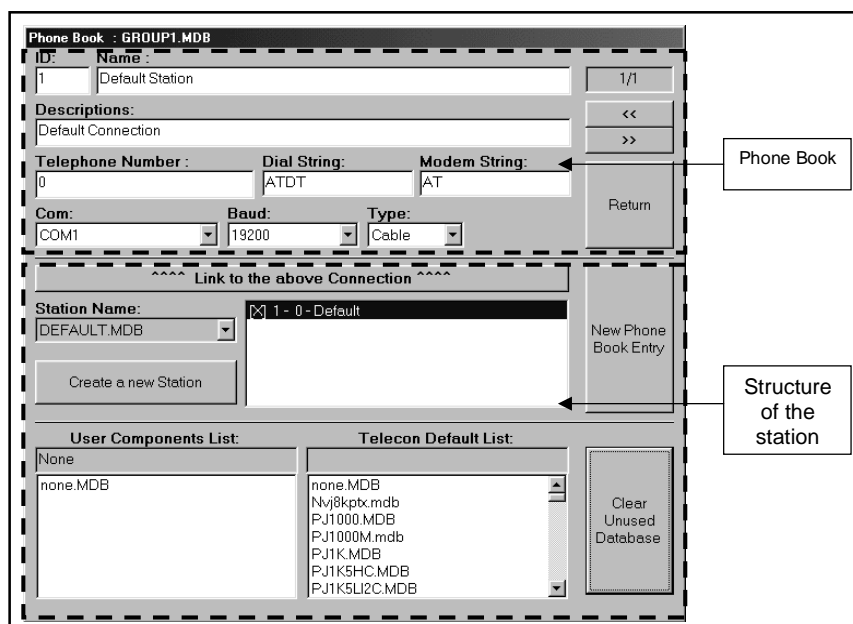 Phone Book : GROUP1.MDB
ID: Name :
1 Default Station 1/1
Descriptions:
Default Connection
<<
>>
Telephone Number : Dial String: Modem String:
0 ATDT AT
Return
Com: Baud: Type:
COM1 19200 Cable
Phone Book
^^^^ Link to the above Connection ^^^^
Station Name:
DEFAULT.MDB
[X] 1 - 0 - Default
New Phone
Book Entry
Create a new Station
Structure
of the
station
User Components List: Telecon Default List:
None
none.MDB
none.MDB
Nvj8kptx.mdb
PJ1000.MDB
PJ1000M.mdb
PJ1K.MDB
PJ1K5HC.MDB
PJ1K5LI2C.MDB
Clear
Unused
Database